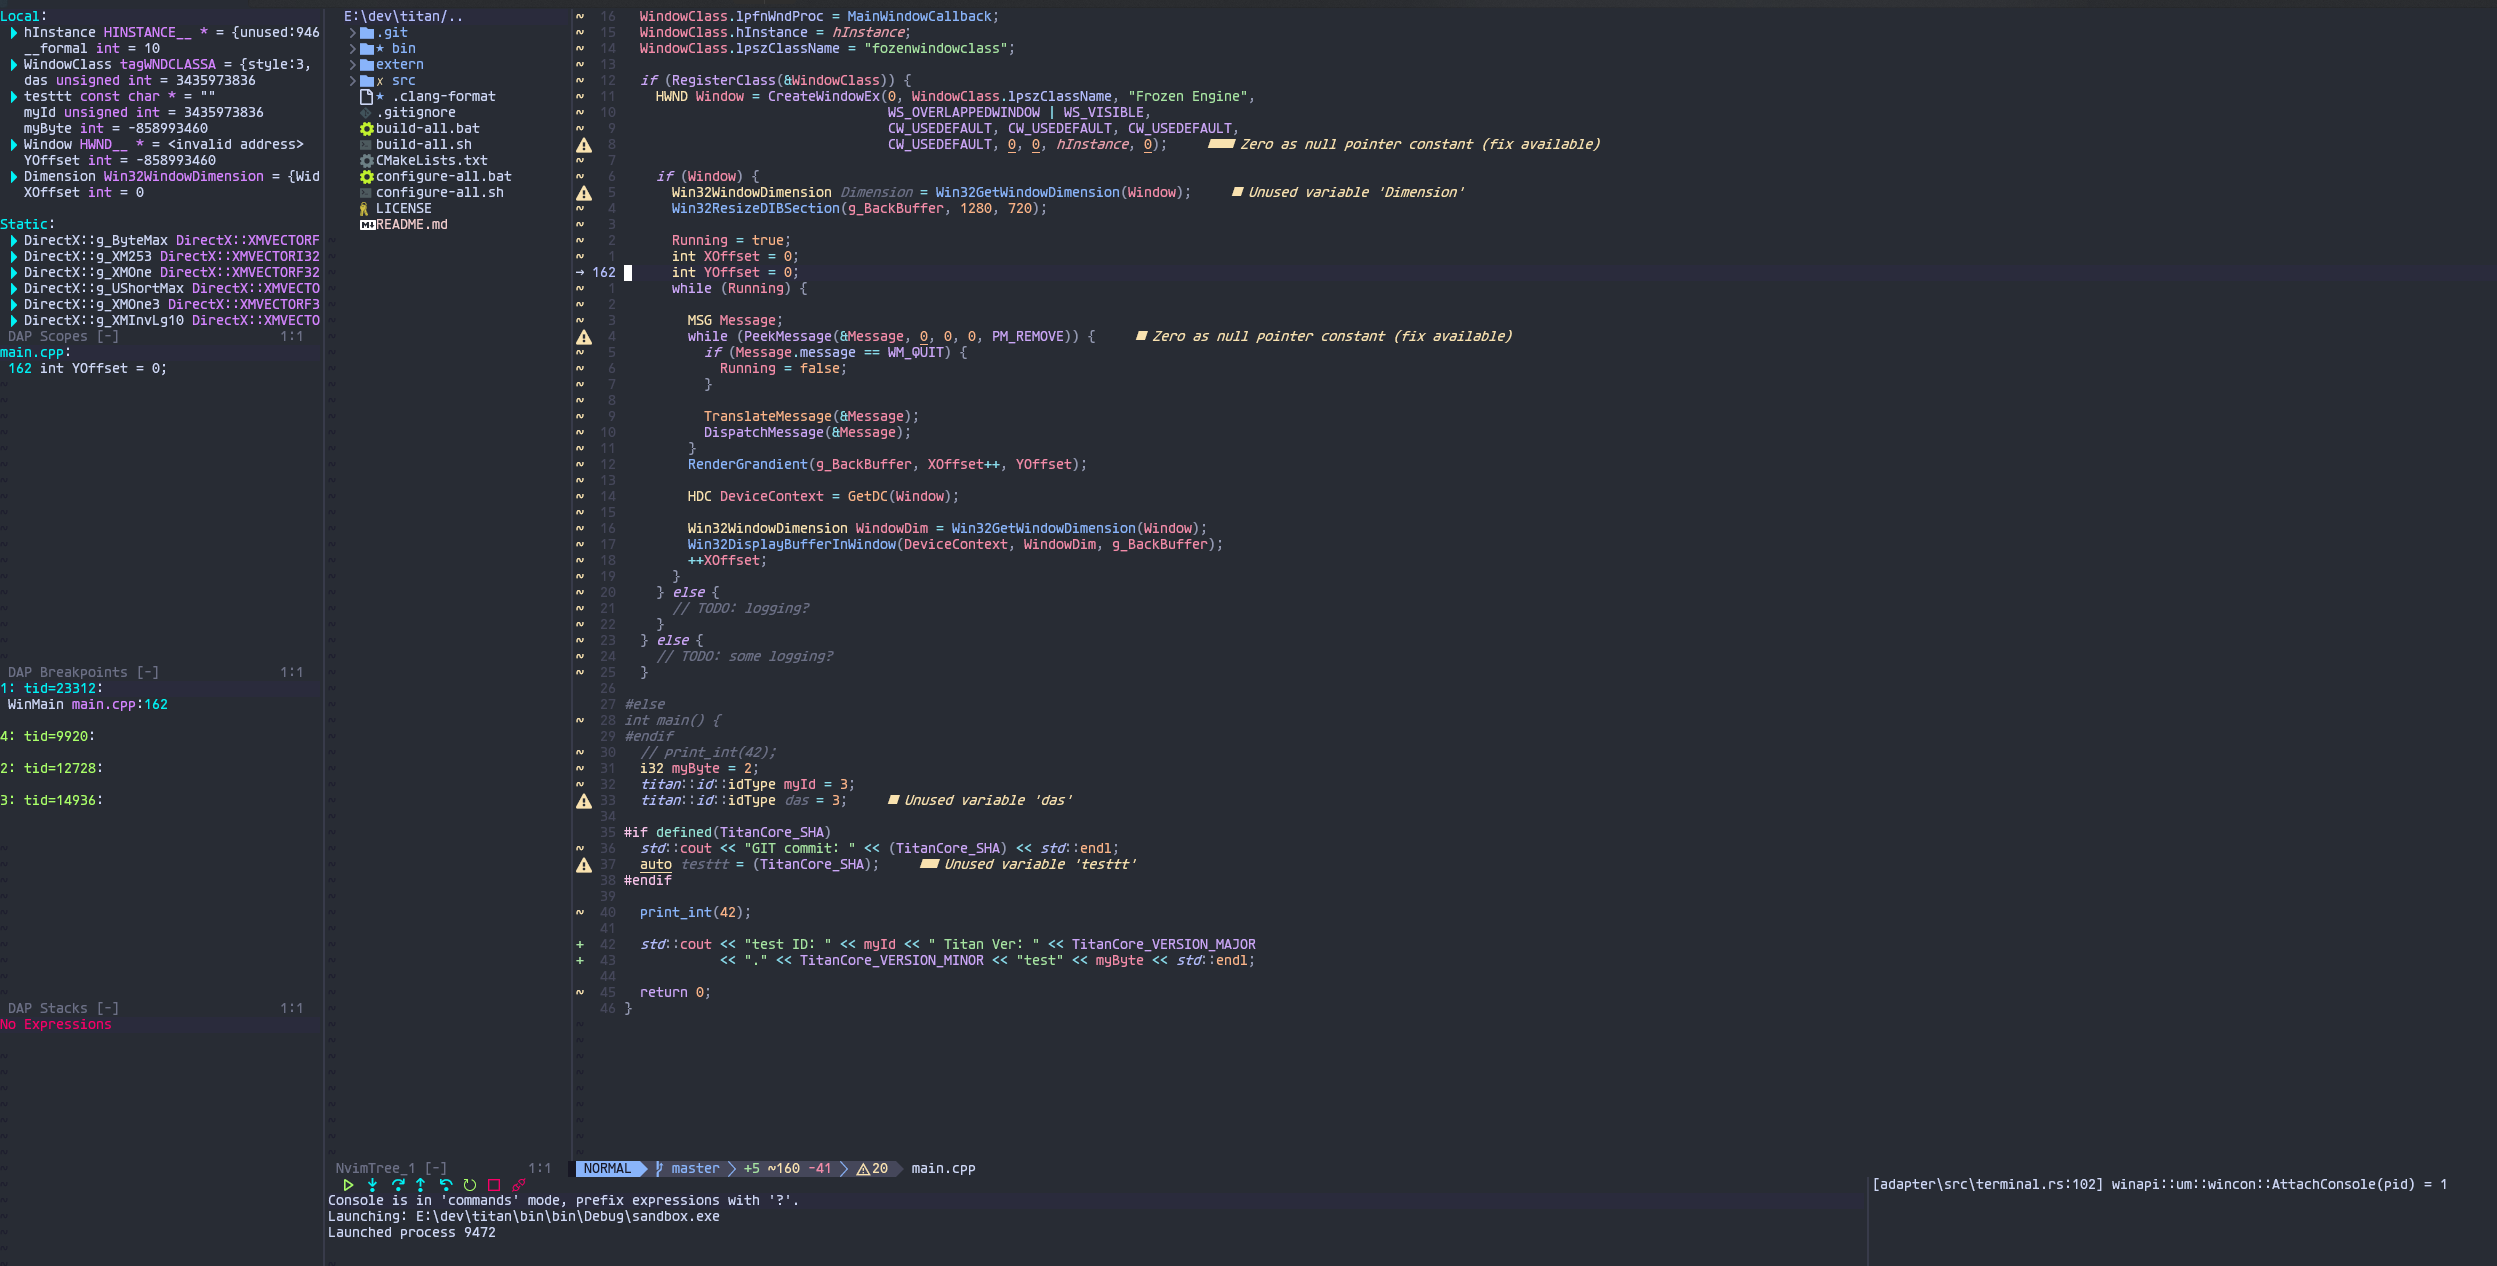 Local:
hInstance HINSTANCE__ * = {unused:946
__formal int = 10
WindowClass tagWNDCLASSA = {style:3,
das unsigned int = 3435973836
testtt const char * = ""
myId unsigned int = 3435973836
myByte int = -858993460
Window HWND__ * = <invalid address>
YOffset int = -858993460
Dimension Win32WindowDimension = {Wid
XOffset int = 0
Static:
DirectX::g_ByteMax DirectX::XMVECTORF
DirectX::g_XM253 DirectX::XMVECTORI32
DirectX::g_XMOne DirectX::XMVECTORF32
DirectX::g_UShortMax DirectX::XMVECTO
DirectX::g_XMOne3 DirectX::XMVECTORF3
DirectX::g_XMInvLg10 DirectX::XMVECTO
DAP Scopes [-] 1:1
main.cpp:
162 int YOffset = 0;
DAP Breakpoints [-] 1:1
1: tid=23312:
WinMain main.cpp:162
4: tid=9920:
2: tid=12728:
3: tid=14936:
DAP Stacks [-] 1:1
No Expressions
E:\dev\titan/..
.git
★ bin
extern
✗ src
★ .clang-format
.gitignore
build-all.bat
build-all.sh
CMakeLists.txt
configure-all.bat
configure-all.sh
LICENSE
README.md
NvimTree_1 [-] 1:1
~ 16 WindowClass.lpfnWndProc = MainWindowCallback;
~ 15 WindowClass.hInstance = hInstance;
~ 14 WindowClass.lpszClassName = "fozenwindowclass";
~ 13
~ 12 if (RegisterClass(&WindowClass)) {
~ 11 HWND Window = CreateWindowEx(0, WindowClass.lpszClassName, "Frozen Engine",
~ 10 WS_OVERLAPPEDWINDOW | WS_VISIBLE,
~ 9 CW_USEDEFAULT, CW_USEDEFAULT, CW_USEDEFAULT,
8 CW_USEDEFAULT, 0, 0, hInstance, 0); ■■■ Zero as null pointer constant (fix available)
~ 7
~ 6 if (Window) {
5 Win32WindowDimension Dimension = Win32GetWindowDimension(Window); ■ Unused variable 'Dimension'
~ 4 Win32ResizeDIBSection(g_BackBuffer, 1280, 720);
~ 3
~ 2 Running = true;
~ 1 int XOffset = 0;
→ 162 int YOffset = 0;
~ 1 while (Running) {
~ 2
~ 3 MSG Message;
4 while (PeekMessage(&Message, 0, 0, 0, PM_REMOVE)) { ■ Zero as null pointer constant (fix available)
~ 5 if (Message.message == WM_QUIT) {
~ 6 Running = false;
~ 7 }
~ 8
~ 9 TranslateMessage(&Message);
~ 10 DispatchMessage(&Message);
~ 11 }
~ 12 RenderGrandient(g_BackBuffer, XOffset++, YOffset);
~ 13
~ 14 HDC DeviceContext = GetDC(Window);
~ 15
~ 16 Win32WindowDimension WindowDim = Win32GetWindowDimension(Window);
~ 17 Win32DisplayBufferInWindow(DeviceContext, WindowDim, g_BackBuffer);
~ 18 ++XOffset;
~ 19 }
~ 20 } else {
~ 21 // TODO: logging?
~ 22 }
~ 23 } else {
~ 24 // TODO: some logging?
~ 25 }
26
27 #else
~ 28 int main() {
29 #endif
~ 30 // print_int(42);
~ 31 i32 myByte = 2;
~ 32 titan::id::idType myId = 3;
33 titan::id::idType das = 3; ■ Unused variable 'das'
34
35 #if defined(TitanCore_SHA)
~ 36 std::cout << "GIT commit: " << (TitanCore_SHA) << std::endl;
37 auto testtt = (TitanCore_SHA); ■■ Unused variable 'testtt'
38 #endif
39
~ 40 print_int(42);
41
+ 42 std::cout << "test ID: " << myId << " Titan Ver: " << TitanCore_VERSION_MAJOR
+ 43 << "." << TitanCore_VERSION_MINOR << "test" << myByte << std::endl;
44
~ 45 return 0;
46 }
NORMAL master +5 ~160 -41 20 main.cpp
Console is in 'commands' mode, prefix expressions with '?'.
Launching: E:\dev\titan\bin\bin\Debug\sandbox.exe
Launched process 9472
[adapter\src\terminal.rs:102] winapi::um::wincon::AttachConsole(pid) = 1